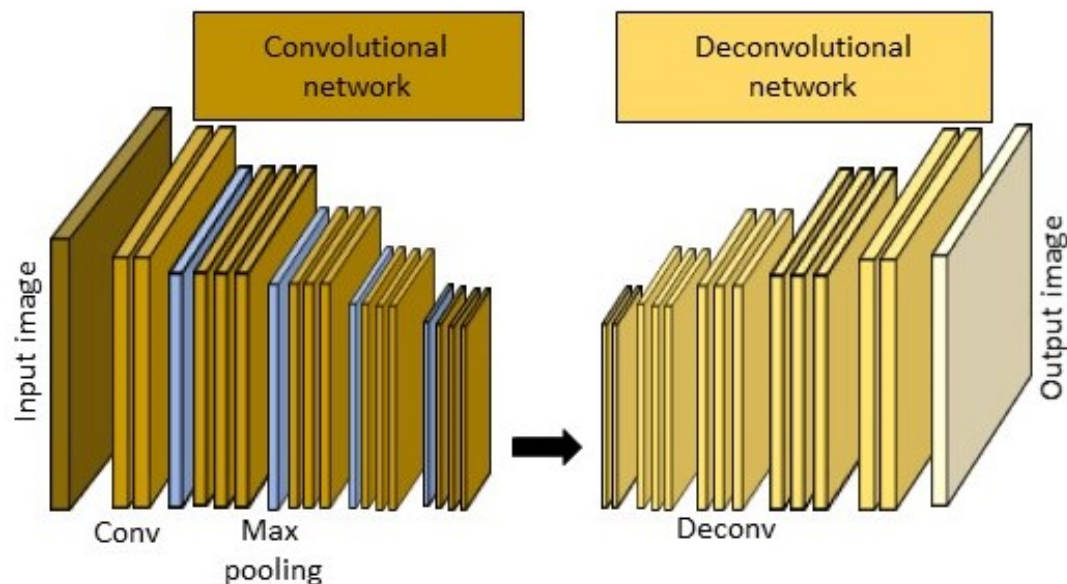 Convolutional
network
Deconvolutional
network
Input image
Output image
Conv
Max
pooling
Deconv